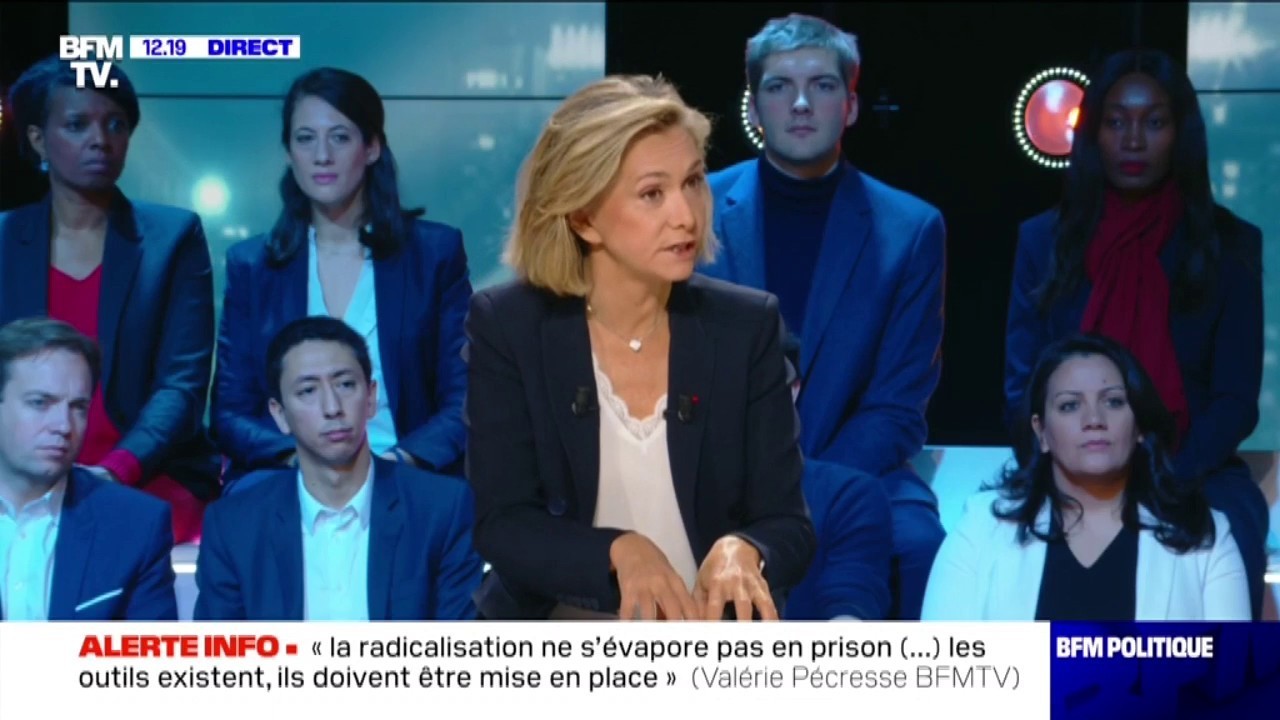 BFM 12.19 DIRECT
TV.
ALERTE INFO ▪ « la radicalisation ne s’évapore pas en prison (...) les
outils existent, ils doivent être mise en place » (Valérie Pécresse BFMTV)
BFM POLITIQUE